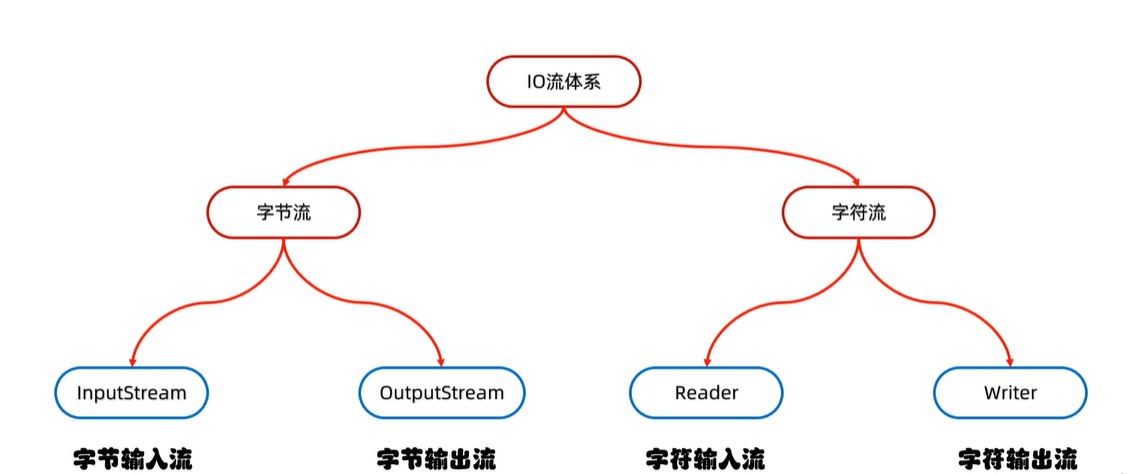 IO流体系
字节流
字符流
InputStream
OutputStream
Reader
Writer
字节输入流
字节输出流
字符输入流
字符输出流